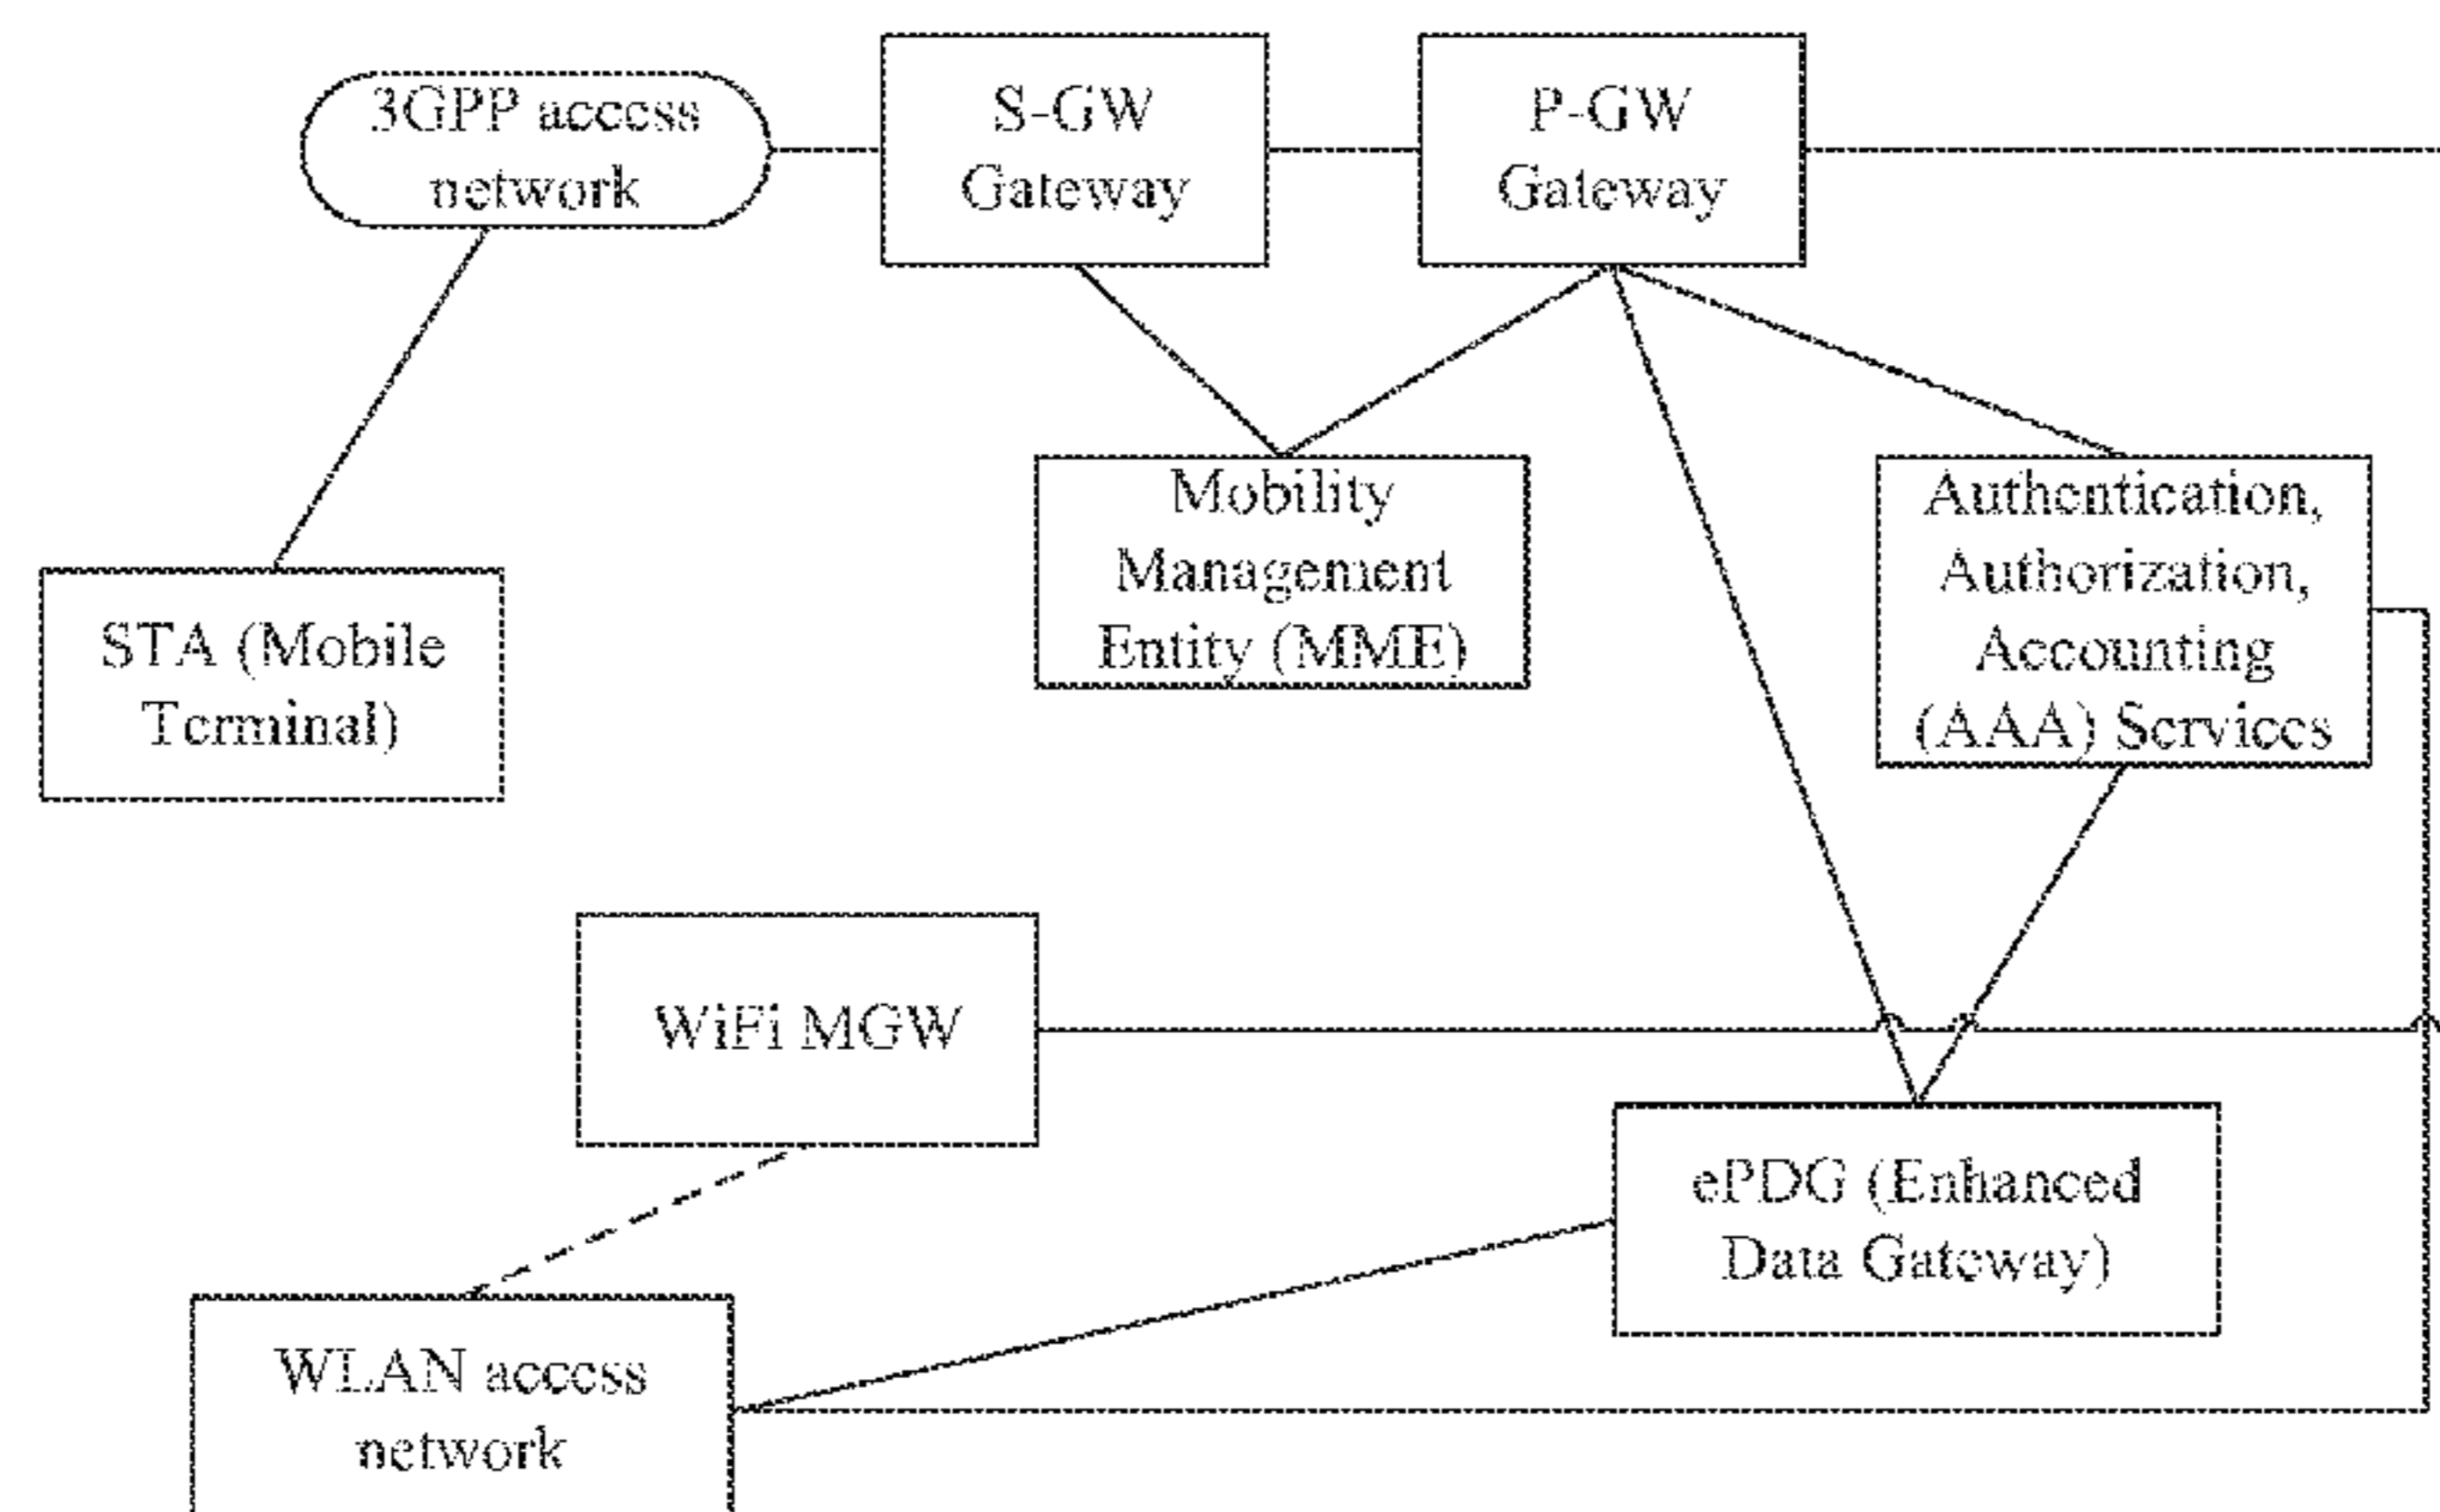 3GPP access
network
S-GW
Gateway
P-GW
Gateway
Mobility
Management
Entity (MME)
Authentication,
Authorization,
Accounting
(AAA) Services
STA (Mobile
Terminal)
WiFi MGW
ePDG (Enhanced
Data Gateway)
WLAN access
network